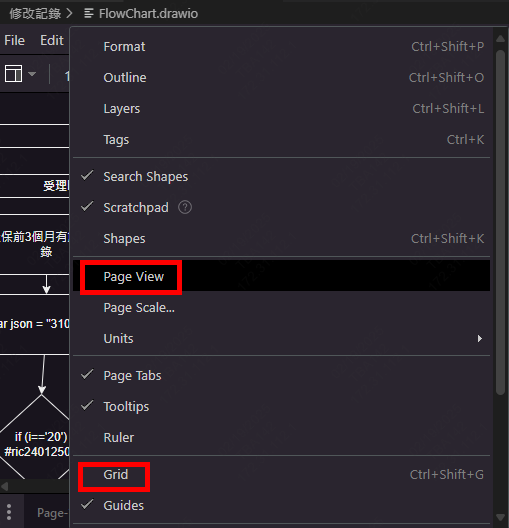 修改記錄 > FlowChart.drawio
File Edit
Format Ctrl+Shift+P
Outline Ctrl+Shift+O
Layers Ctrl+Shift+L
Tags Ctrl+K
Search Shapes
受理
Scratchpad ?
保前3個月有
錄
Shapes Ctrl+Shift+K
Page View
Page Scale...
ar json = "310
Units
Page Tabs
Tooltips
Ruler
if (i=='20')
#ric2401250
Grid Ctrl+Shift+G
Guides
Page-